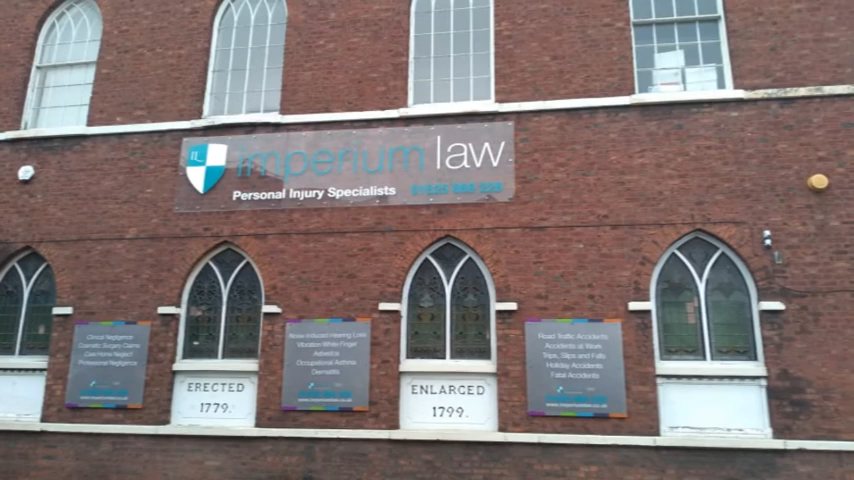 imperium law
Personal Injury Specialists
Clinical Negligence
Cosmetic Surgery Claims
Care Home Neglect
Professional Negligence
ERECTED
1779.
Noise Induced Hearing Loss
Vibration White Finger
Asbestos
Occupational Asthma
Dermatitis
ENLARGED
1799.
Road Traffic Accidents
Accidents at Work
Trips, Slips and Falls
Holiday Accidents
Fatal Accidents